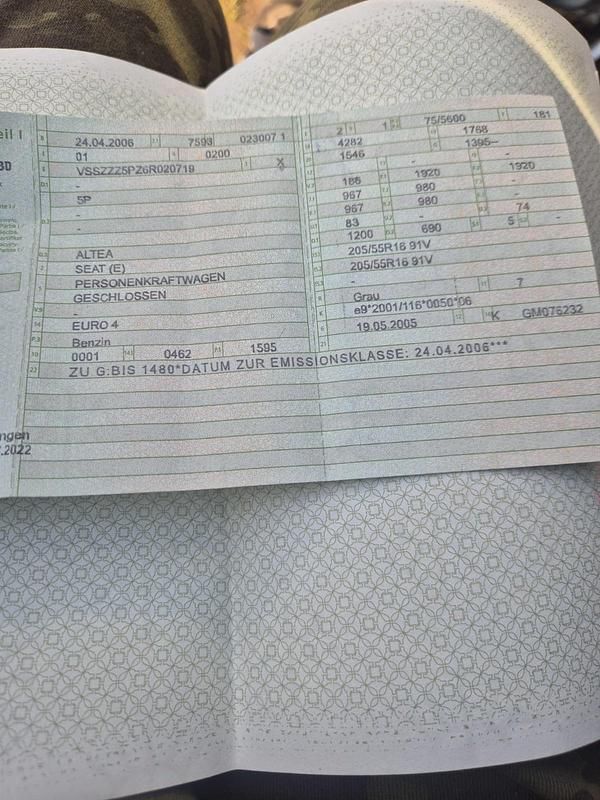 eil I
24.04.2006 7593 023007 1
01 0200
VSSZZZ5PZ6R020719 X
-
5P
-
-
ALTEA
SEAT (E)
PERSONENKRAFTWAGEN
GESCHLOSSEN
-
EURO 4
Benzin
0001 0462 1595
ZU G:BIS 1480*DATUM ZUR EMISSIONSKLASSE: 24.04.2006***
2 1 75/5600 181
4282 1768
1546 1395-
- -
186 1920 1920
967 980 -
967 980 -
83 - 74
1200 690 5 -
205/55R16 91V
205/55R16 91V
-
Grau 7
e9*2001/116*0050*06
19.05.2005 K GM076232
ngen
.2022